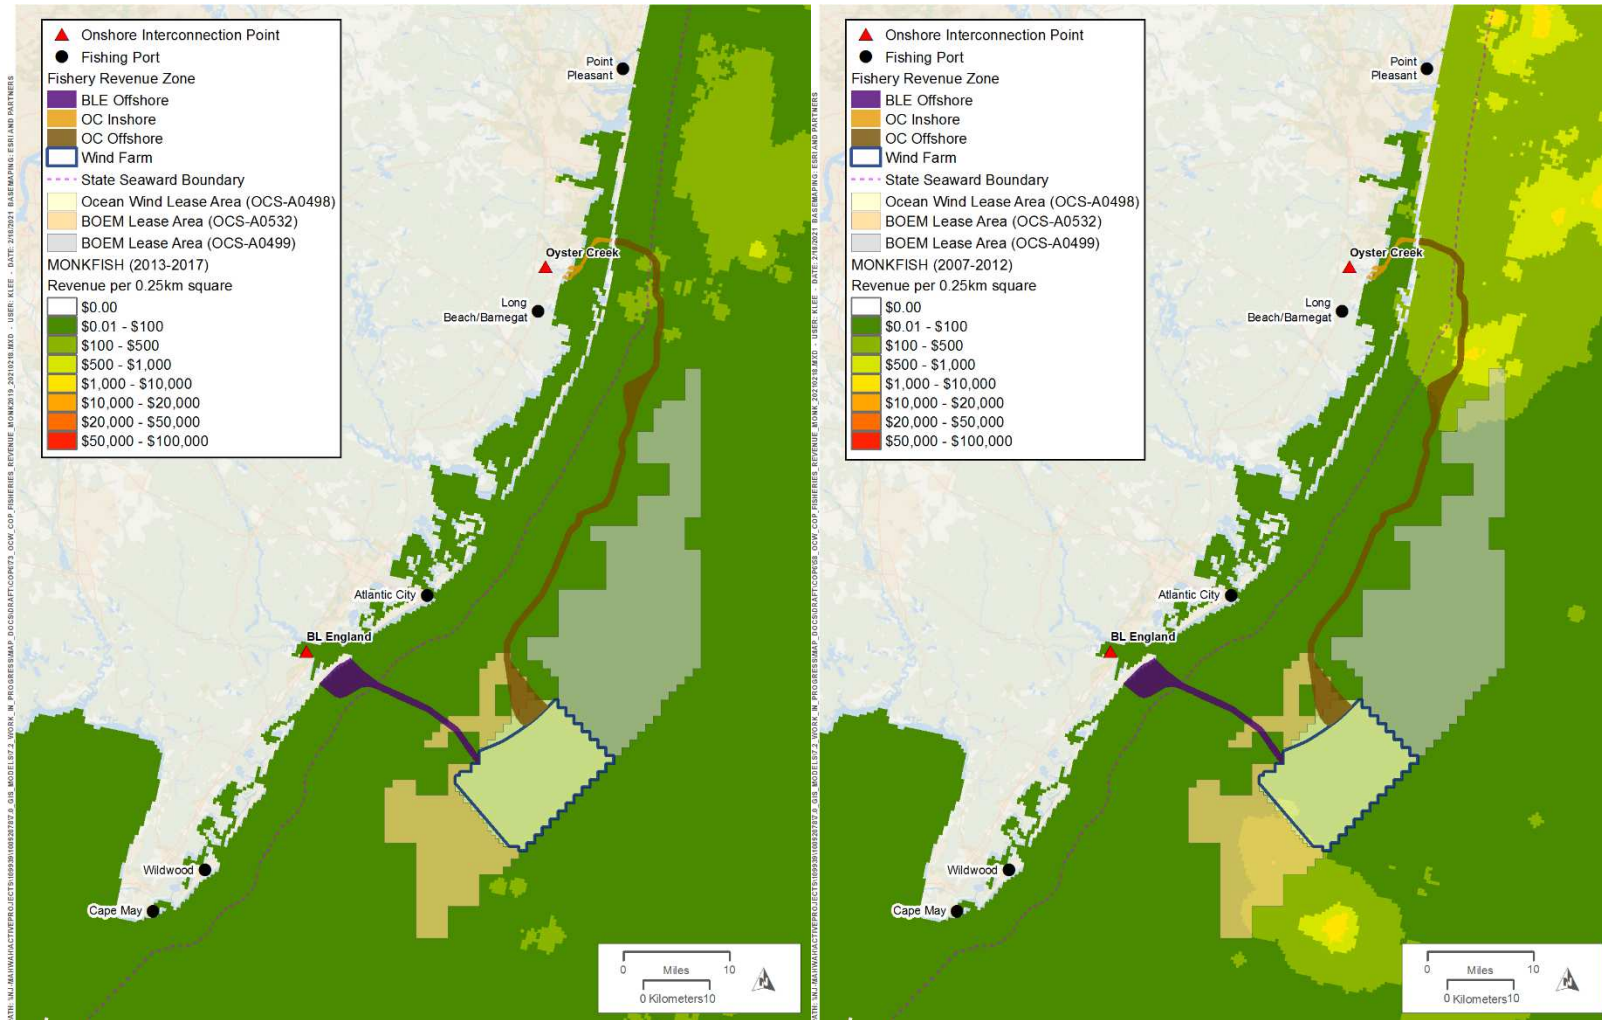 Onshore Interconnection Point
Fishing Port
Fishery Revenue Zone
BLE Offshore
OC Inshore
OC Offshore
Wind Farm
State Seaward Boundary
Ocean Wind Lease Area (OCS-A0498)
BOEM Lease Area (OCS-A0532)
BOEM Lease Area (OCS-A0499)
MONKFISH (2013-2017)
Revenue per 0.25km square
$0.00
$0.01 - $100
$100 - $500
$500 - $1,000
$1,000 - $10,000
$10,000 - $20,000
$20,000 - $50,000
$50,000 - $100,000
Point
Pleasant
Oyster Creek
Long
Beach/Barnegat
Atlantic City
BL England
Wildwood
Cape May
0 10
Miles
0 Kilometers 10
N
Onshore Interconnection Point
Fishing Port
Fishery Revenue Zone
BLE Offshore
OC Inshore
OC Offshore
Wind Farm
State Seaward Boundary
Ocean Wind Lease Area (OCS-A0498)
BOEM Lease Area (OCS-A0532)
BOEM Lease Area (OCS-A0499)
MONKFISH (2007-2012)
Revenue per 0.25km square
$0.00
$0.01 - $100
$100 - $500
$500 - $1,000
$1,000 - $10,000
$10,000 - $20,000
$20,000 - $50,000
$50,000 - $100,000
Point
Pleasant
Oyster Creek
Long
Beach/Barnegat
Atlantic City
BL England
Wildwood
Cape May
0 10
Miles
0 Kilometers 10
N